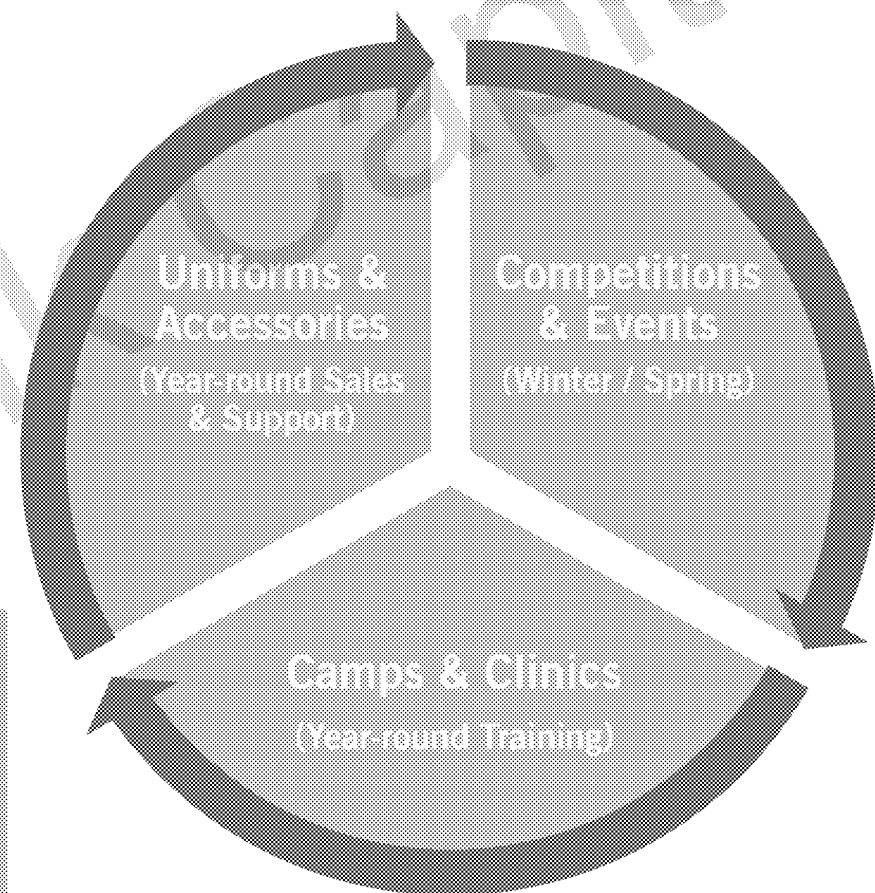 Uniforms &
Accessories
(Year-round Sales
& Support)
Competitions
& Events
(Winter / Spring)
Camps & Clinics
(Year-round Training)